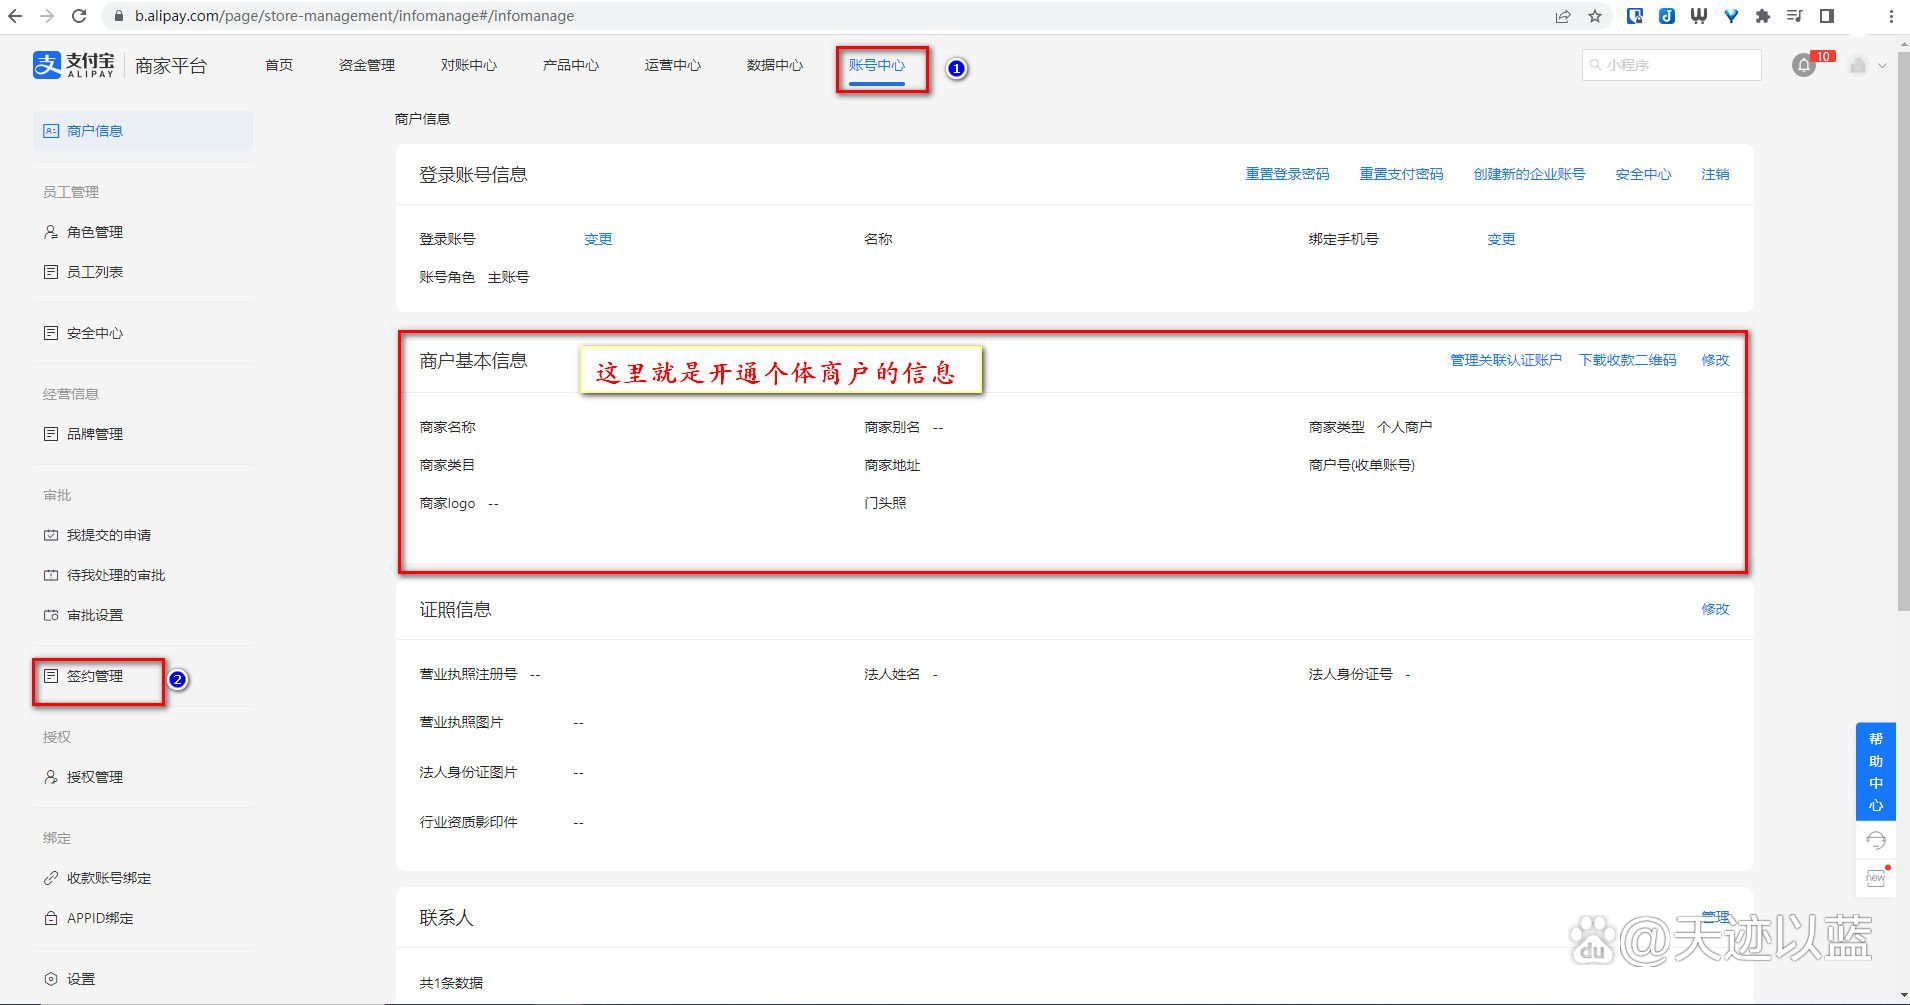 b.alipay.com/page/store-management/infomanage#/infomanage
支付宝 ALIPAY 商家平台 首页 资金管理 对账中心 产品中心 运营中心 数据中心 账号中心 1 小程序 10
商户信息
员工管理
角色管理
员工列表
安全中心
经营信息
品牌管理
审批
我提交的申请
待我处理的审批
审批设置
签约管理 2
授权
授权管理
绑定
收款账号绑定
APPID绑定
设置
商户信息
登录账号信息 重置登录密码 重置支付密码 创建新的企业账号 安全中心 注销
登录账号 变更 名称 绑定手机号 变更
账号角色 主账号
商户基本信息 这里就是开通个体商户的信息 管理关联认证账户 下载收款二维码 修改
商家名称 商家别名 -- 商家类型 个人商户
商家类目 商家地址 商户号(收单账号)
商家logo -- 门头照
证照信息 修改
营业执照注册号 -- 法人姓名 - 法人身份证号 -
营业执照图片 --
法人身份证图片 --
行业资质影印件 --
联系人 管理
共1条数据
帮助中心
new
du @天迹以蓝